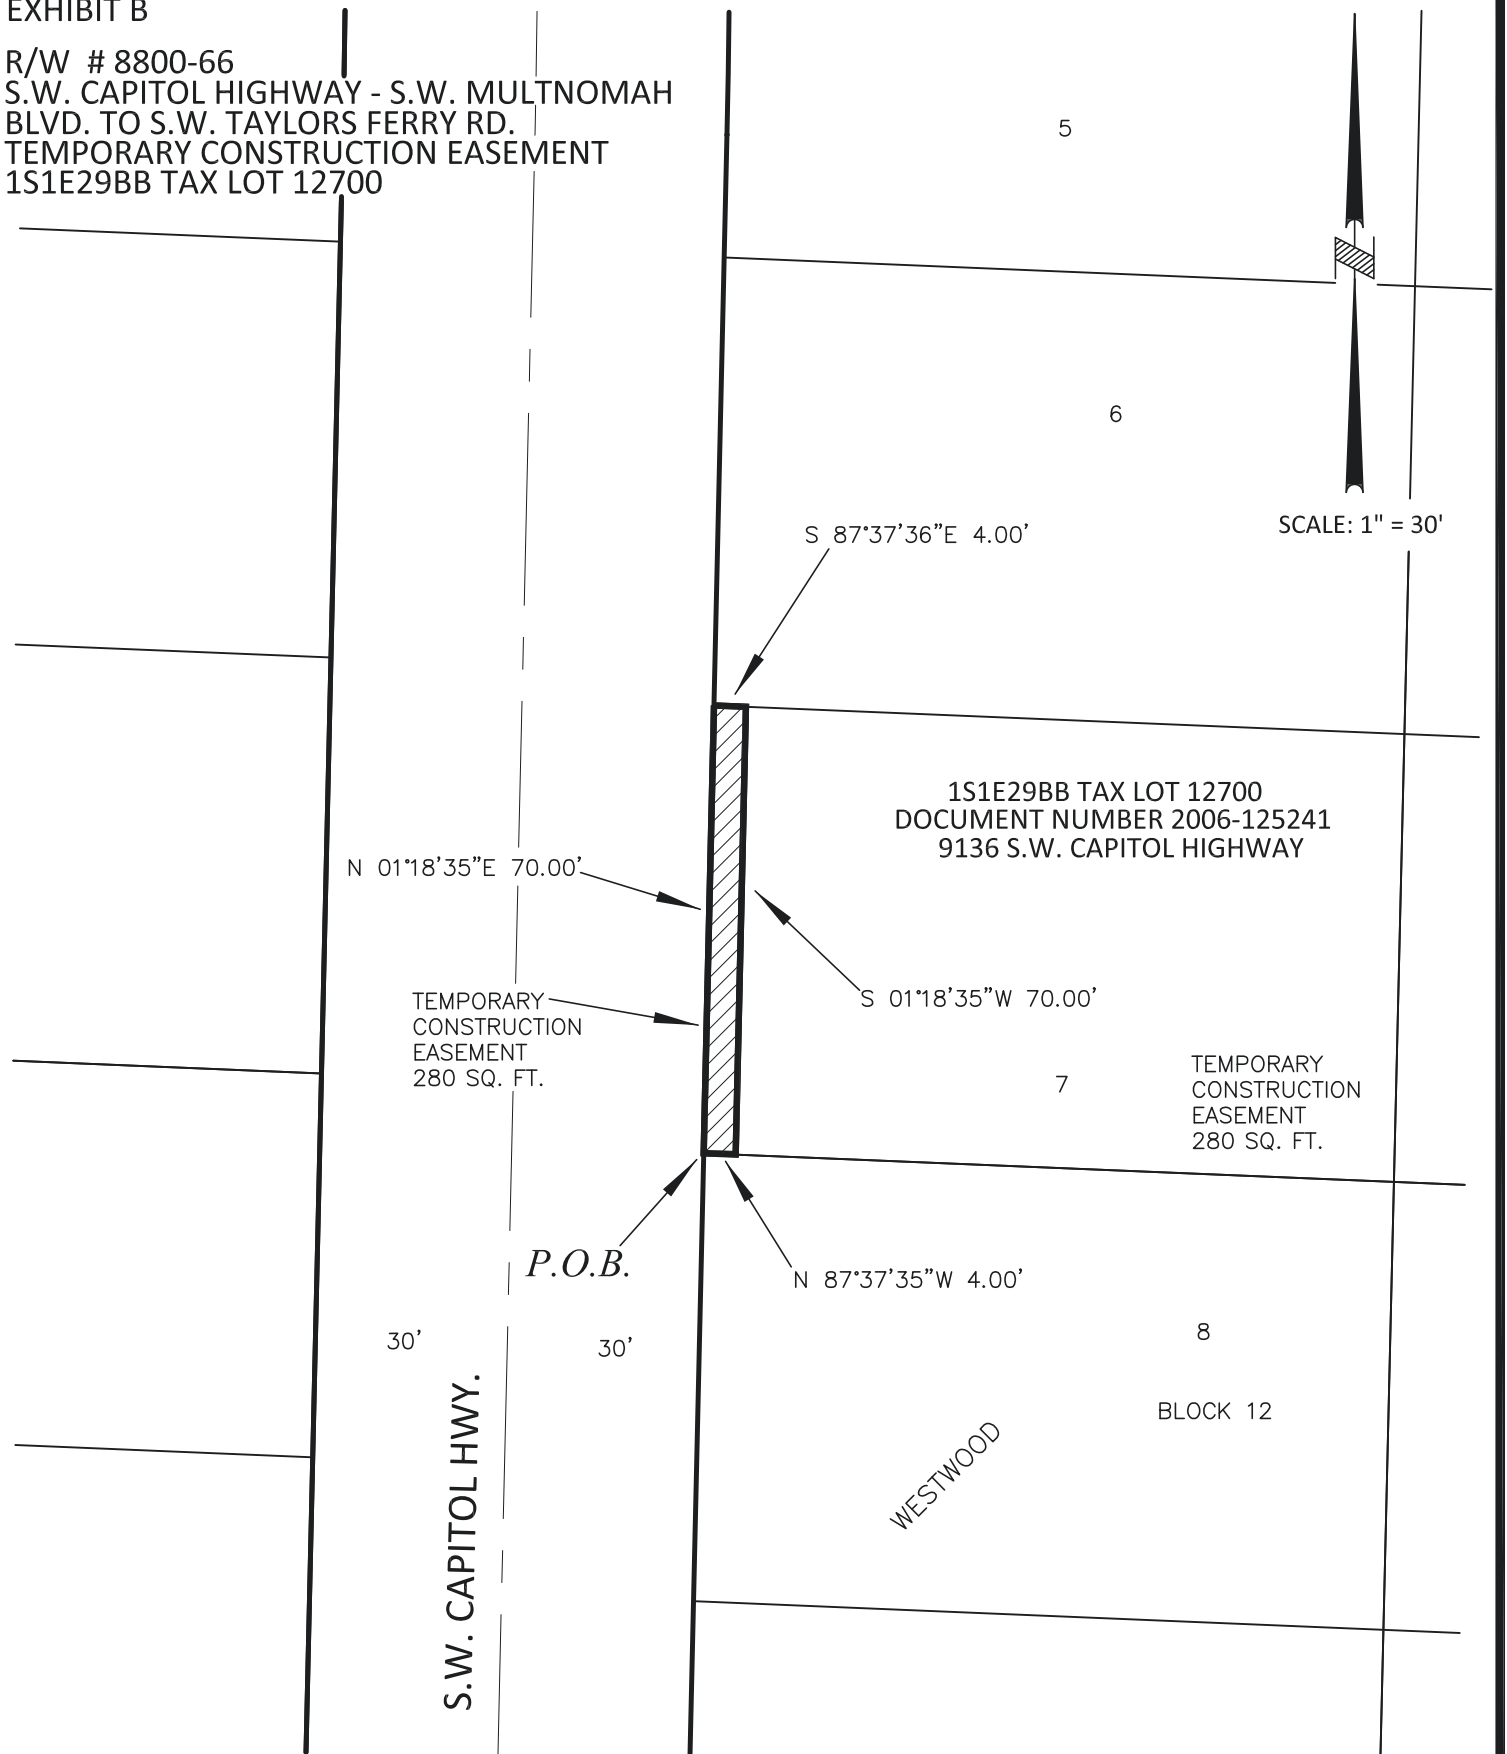 EXHIBIT B
R/W # 8800-66
S.W. CAPITOL HIGHWAY - S.W. MULTNOMAH
BLVD. TO S.W. TAYLORS FERRY RD.
TEMPORARY CONSTRUCTION EASEMENT
1S1E29BB TAX LOT 12700
5
6
SCALE: 1" = 30'
S 87°37'36"E 4.00'
1S1E29BB TAX LOT 12700
DOCUMENT NUMBER 2006-125241
9136 S.W. CAPITOL HIGHWAY
N 01°18'35"E 70.00'
S 01°18'35"W 70.00'
TEMPORARY
CONSTRUCTION
EASEMENT
280 SQ. FT.
7
TEMPORARY
CONSTRUCTION
EASEMENT
280 SQ. FT.
P.O.B.
N 87°37'35"W 4.00'
30'
30'
8
BLOCK 12
WESTWOOD
S.W. CAPITOL HWY.